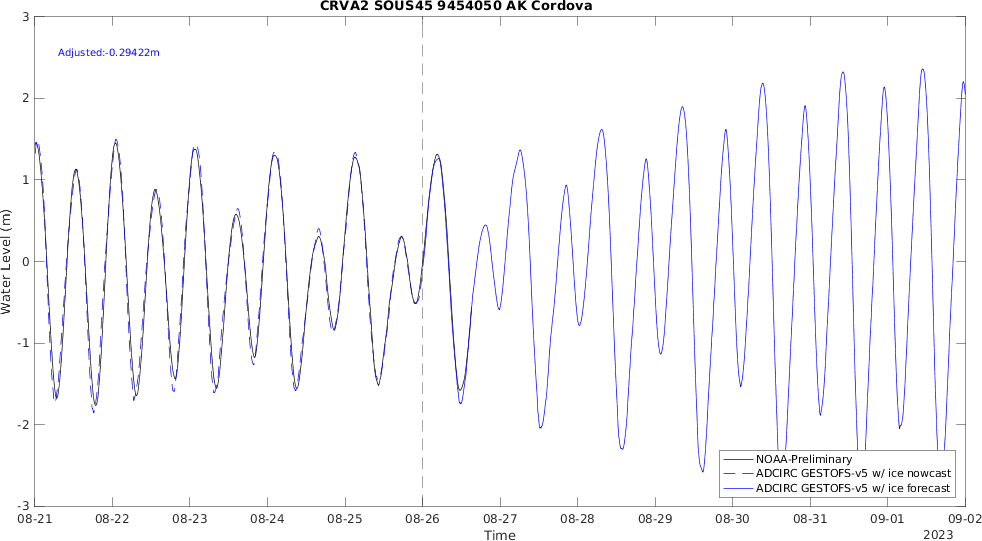 CRVA2 SOUS45 9454050 AK Cordova
Adjusted:-0.29422m
Water Level (m)
3
2
1
0
-1
-2
-3
NOAA-Preliminary
ADCIRC GESTOFS-v5 w/ ice nowcast
ADCIRC GESTOFS-v5 w/ ice forecast
08-21 08-22 08-23 08-24 08-25 08-26 08-27 08-28 08-29 08-30 08-31 09-01 09-02
Time
2023